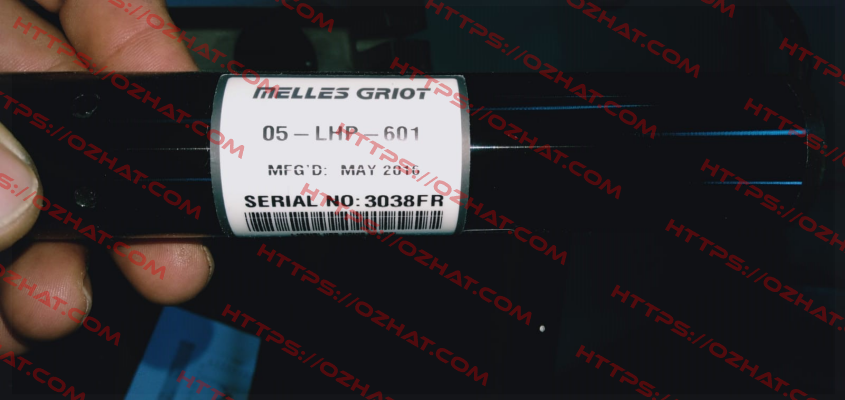 MELLES GRIOT
05-LHP-601
MFG'D: MAY 2016
SERIAL NO: 3038FR
HTTPS://OZHAT.COM